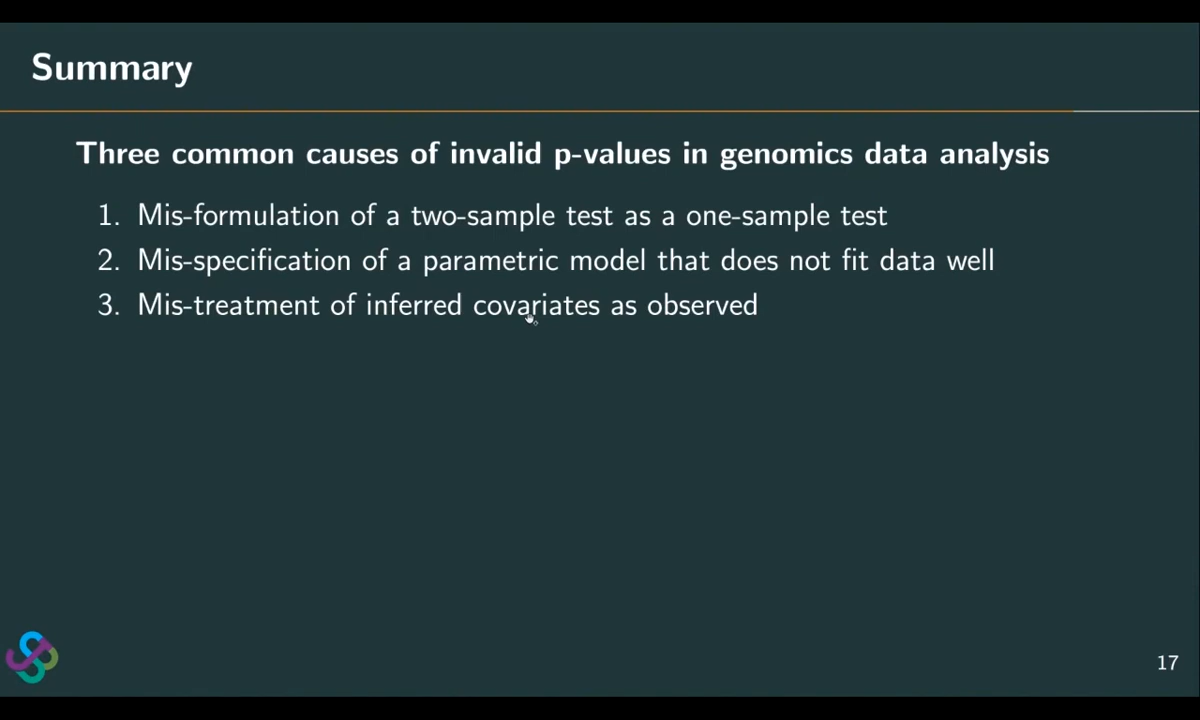 Summary
Three common causes of invalid p-values in genomics data analysis
1. Mis-formulation of a two-sample test as a one-sample test
2. Mis-specification of a parametric model that does not fit data well
3. Mis-treatment of inferred covariates as observed
17